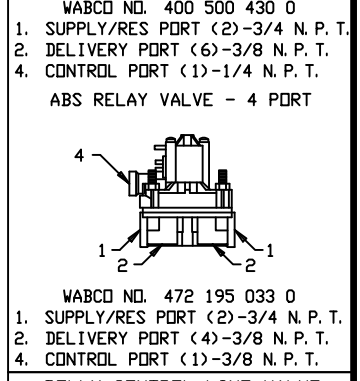 WABCO NO. 400 500 430 0
1. SUPPLY/RES PORT (2)-3/4 N. P. T.
2. DELIVERY PORT (6)-3/8 N. P. T.
4. CONTROL PORT (1)-1/4 N. P. T.
ABS RELAY VALVE - 4 PORT
4
1 1
2 2
WABCO NO. 472 195 033 0
1. SUPPLY/RES PORT (2)-3/4 N. P. T.
2. DELIVERY PORT (4)-3/8 N. P. T.
4. CONTROL PORT (1)-3/8 N. P. T.